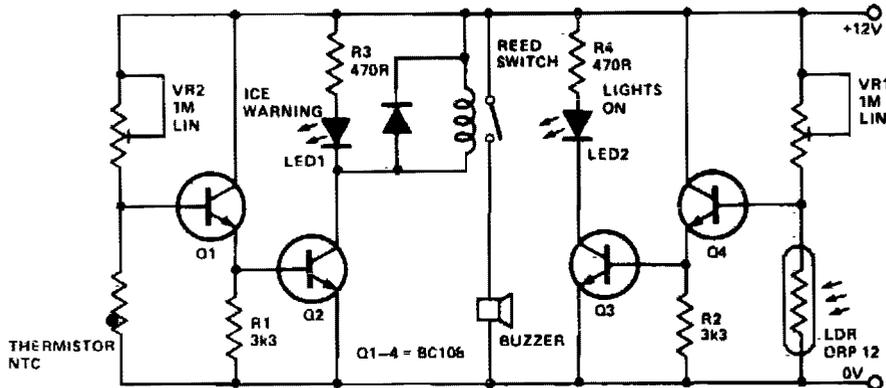 +12V
VR2
1M
LIN
ICE
WARNING
R3
470R
LED1
REED
SWITCH
R4
470R
LIGHTS
ON
LED2
VR1
1M
LIN
Q1
Q2
Q3
Q4
R1
3k3
Q1–4 = BC108
BUZZER
R2
3k3
LDR
ORP 12
THERMISTOR
NTC
0V